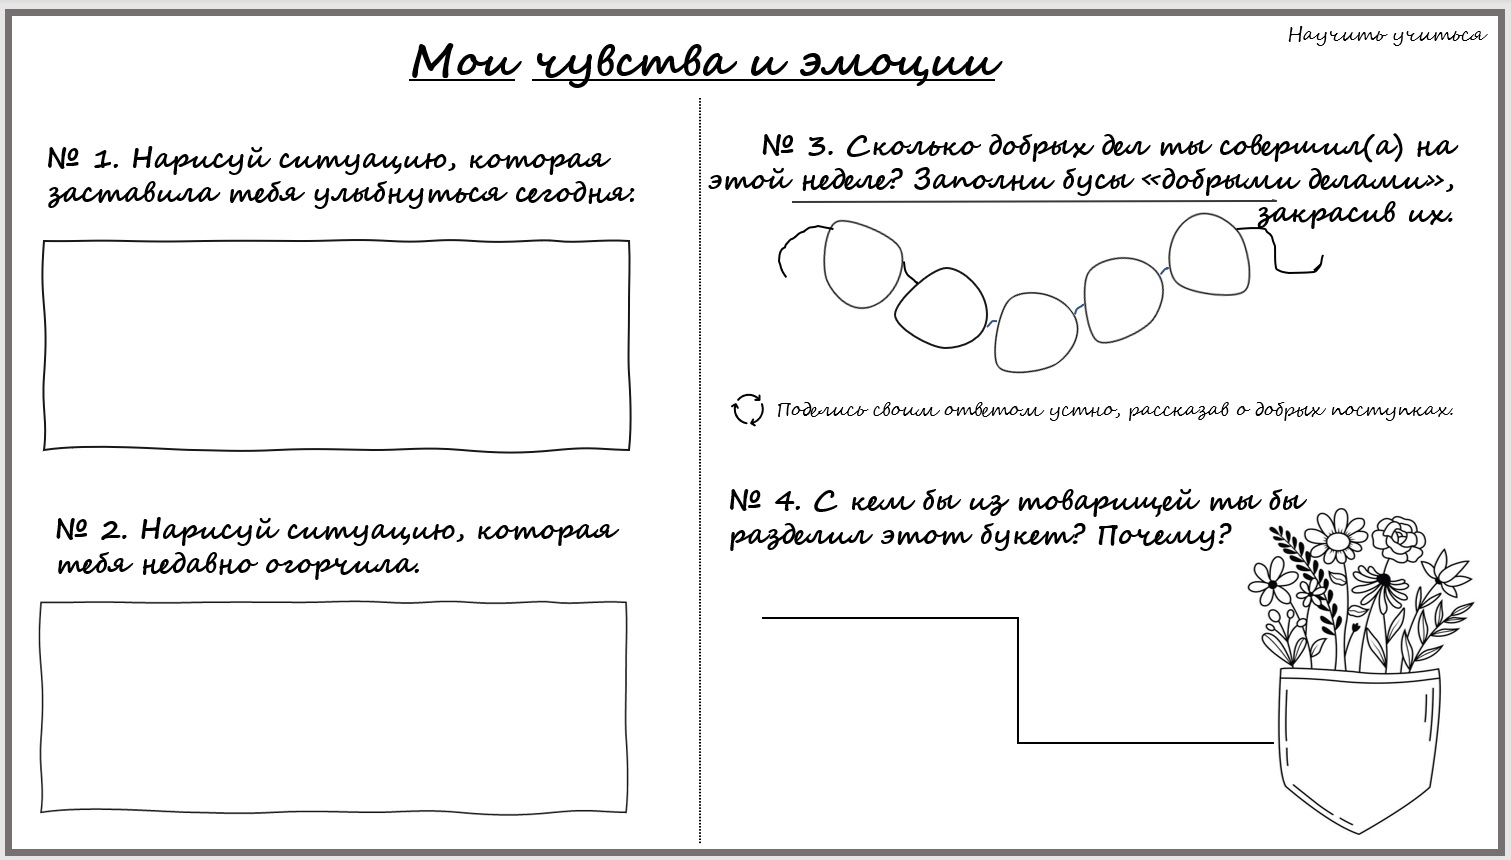 Научить учиться
Мои чувства и эмоции
№ 1. Нарисуй ситуацию, которая
заставила тебя улыбнуться сегодня:
№ 2. Нарисуй ситуацию, которая
тебя недавно огорчила.
№ 3. Сколько добрых дел ты совершил(а) на
этой неделе? Заполни бусы «добрыми делами»,
закрасив их.
Поделись своим ответом устно, рассказав о добрых поступках.
№ 4. С кем бы из товарищей ты бы
разделил этот букет? Почему?